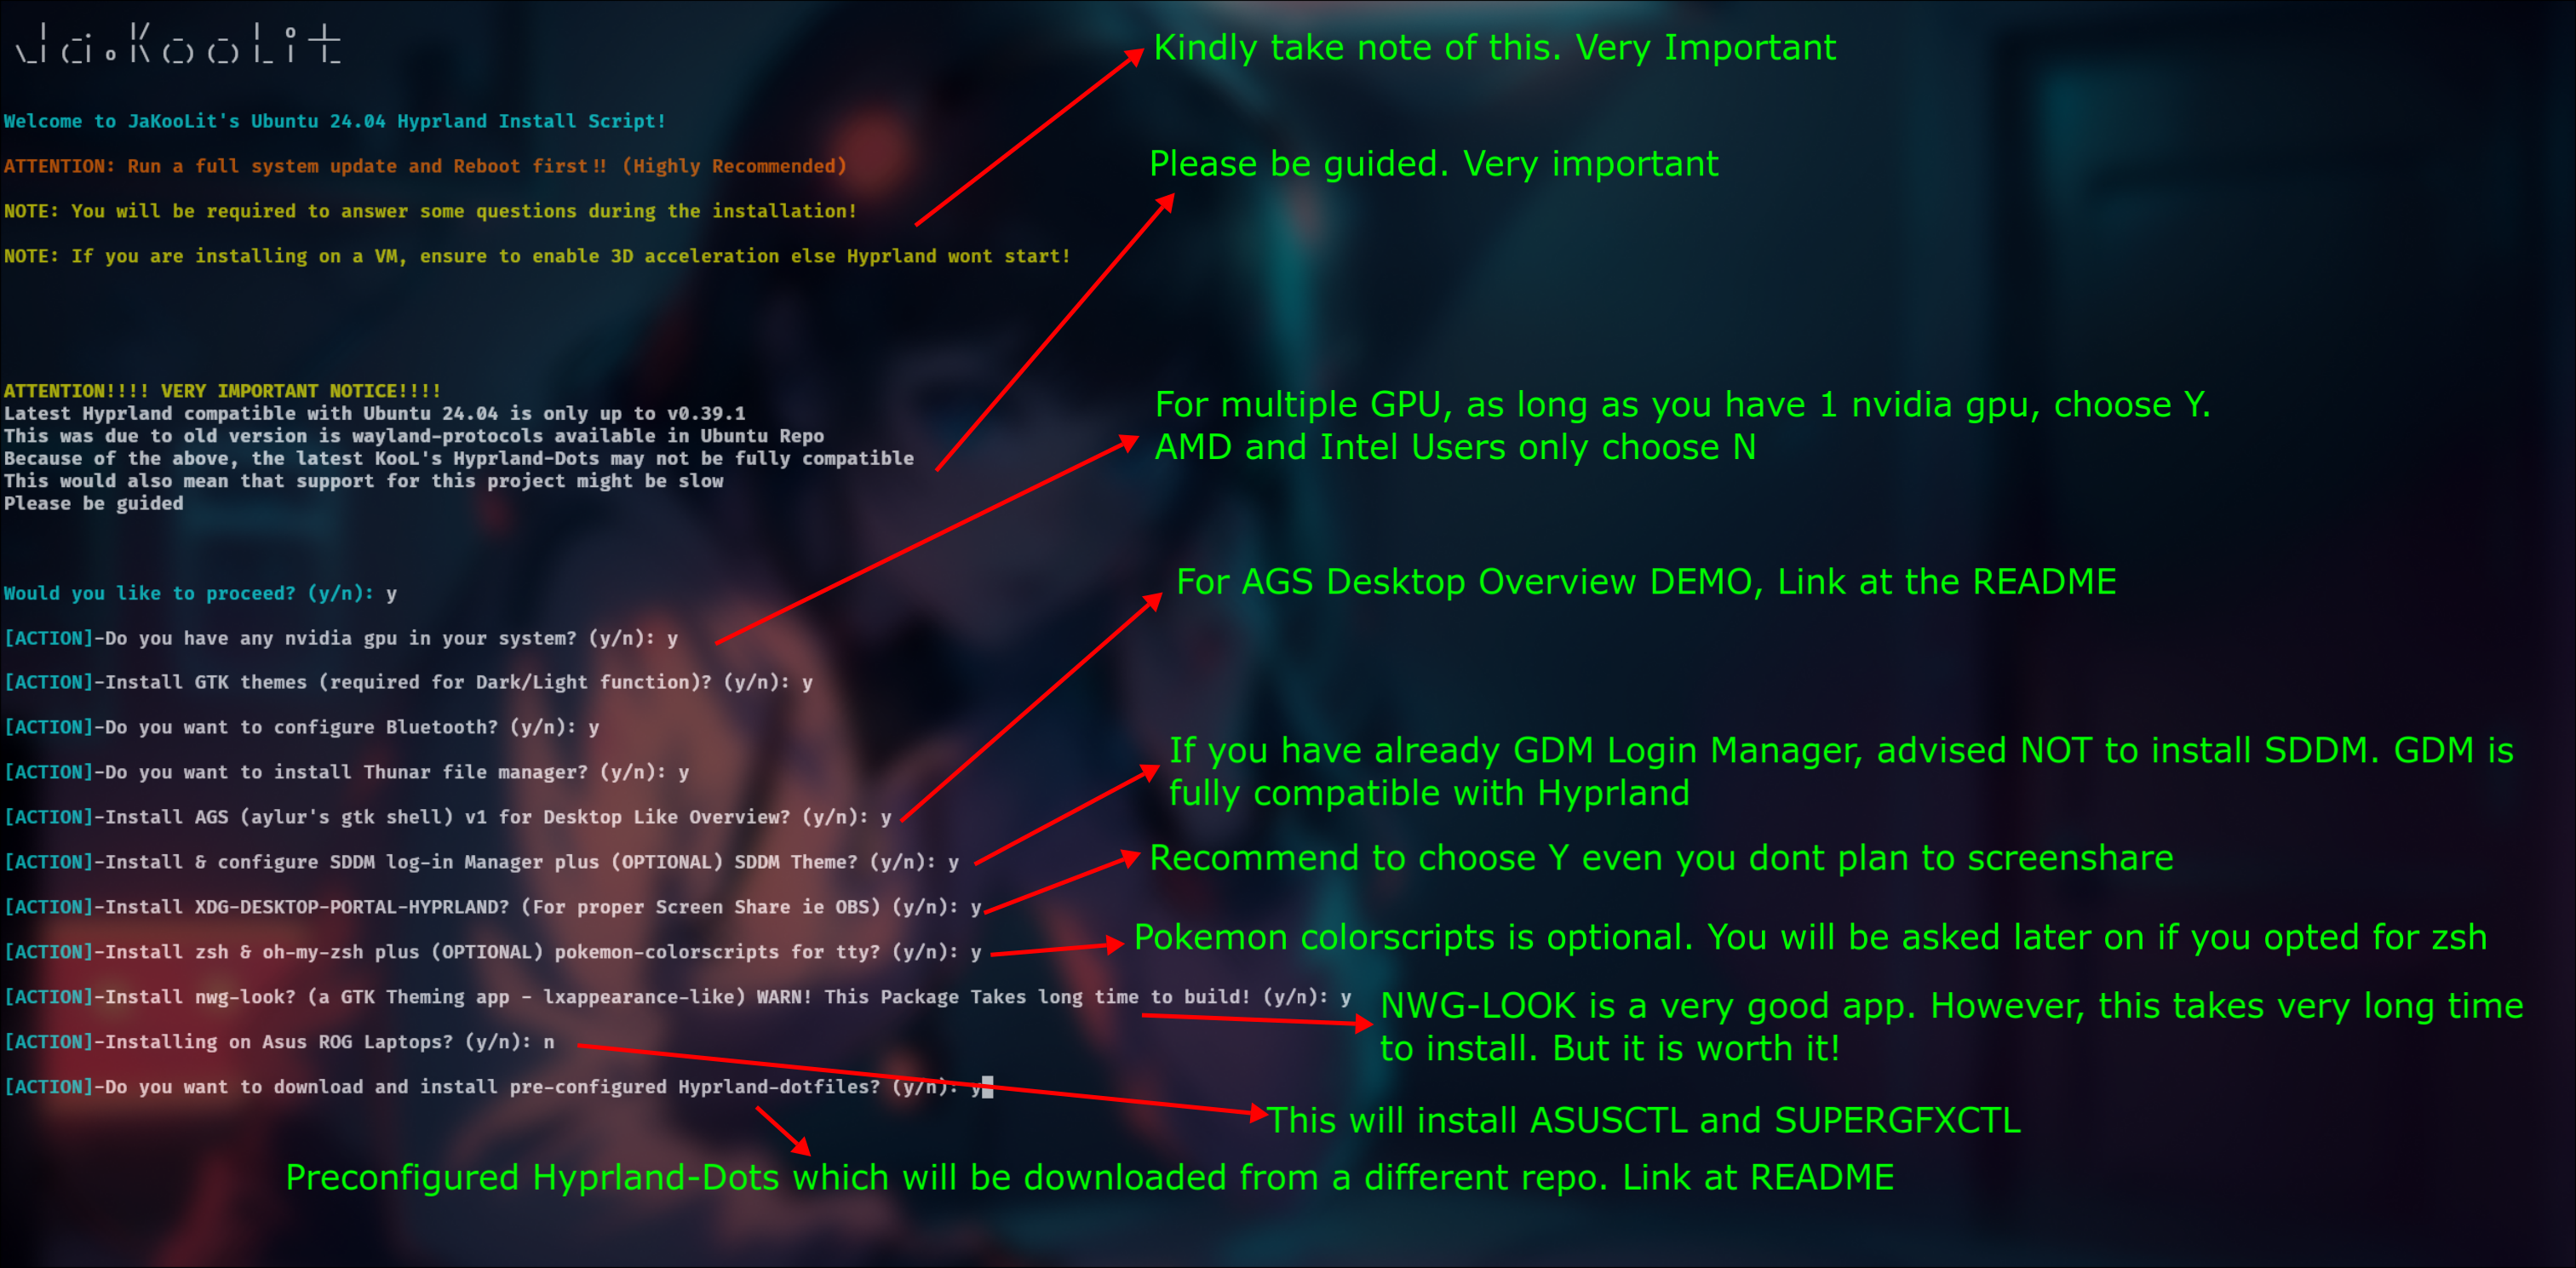 Ja.KooLit
Welcome to JaKooLit's Ubuntu 24.04 Hyprland Install Script!
ATTENTION: Run a full system update and Reboot first!! (Highly Recommended)
NOTE: You will be required to answer some questions during the installation!
NOTE: If you are installing on a VM, ensure to enable 3D acceleration else Hyprland wont start!
Kindly take note of this. Very Important
Please be guided. Very important
ATTENTION!!!! VERY IMPORTANT NOTICE!!!!
Latest Hyprland compatible with Ubuntu 24.04 is only up to v0.39.1
This was due to old version is wayland-protocols available in Ubuntu Repo
Because of the above, the latest KooL's Hyprland-Dots may not be fully compatible
This would also mean that support for this project might be slow
Please be guided
For multiple GPU, as long as you have 1 nvidia gpu, choose Y.
AMD and Intel Users only choose N
Would you like to proceed? (y/n): y
[ACTION]-Do you have any nvidia gpu in your system? (y/n): y
[ACTION]-Install GTK themes (required for Dark/Light function)? (y/n): y
[ACTION]-Do you want to configure Bluetooth? (y/n): y
[ACTION]-Do you want to install Thunar file manager? (y/n): y
[ACTION]-Install AGS (aylur's gtk shell) v1 for Desktop Like Overview? (y/n): y
[ACTION]-Install & configure SDDM log-in Manager plus (OPTIONAL) SDDM Theme? (y/n): y
[ACTION]-Install XDG-DESKTOP-PORTAL-HYPRLAND? (For proper Screen Share ie OBS) (y/n): y
[ACTION]-Install zsh & oh-my-zsh plus (OPTIONAL) pokemon-colorscripts for tty? (y/n): y
[ACTION]-Install nwg-look? (a GTK Theming app - lxappearance-like) WARN! This Package Takes long time to build! (y/n): y
[ACTION]-Installing on Asus ROG Laptops? (y/n): n
[ACTION]-Do you want to download and install pre-configured Hyprland-dotfiles? (y/n): y
For AGS Desktop Overview DEMO, Link at the README
If you have already GDM Login Manager, advised NOT to install SDDM. GDM is
fully compatible with Hyprland
Recommend to choose Y even you dont plan to screenshare
Pokemon colorscripts is optional. You will be asked later on if you opted for zsh
NWG-LOOK is a very good app. However, this takes very long time
to install. But it is worth it!
This will install ASUSCTL and SUPERGFXCTL
Preconfigured Hyprland-Dots which will be downloaded from a different repo. Link at README